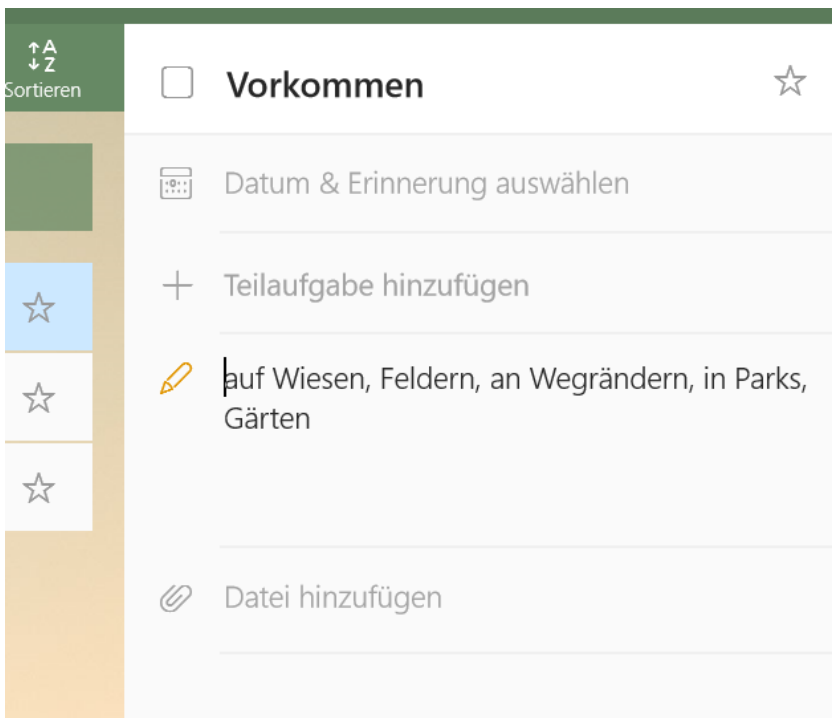 Sortieren
Vorkommen
Datum & Erinnerung auswählen
Teilaufgabe hinzufügen
auf Wiesen, Feldern, an Wegrändern, in Parks,
Gärten
Datei hinzufügen